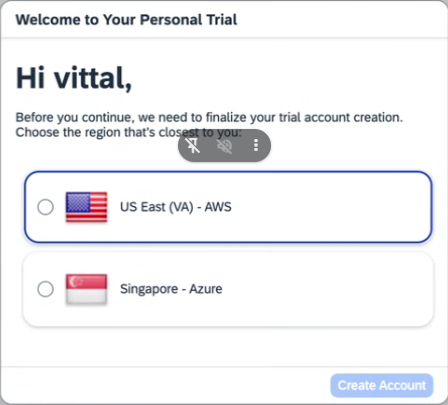 Welcome to Your Personal Trial
Hi vittal,
Before you continue, we need to finalize your trial account creation.
Choose the region that's closest to you:
US East (VA) - AWS
Singapore - Azure
Create Account